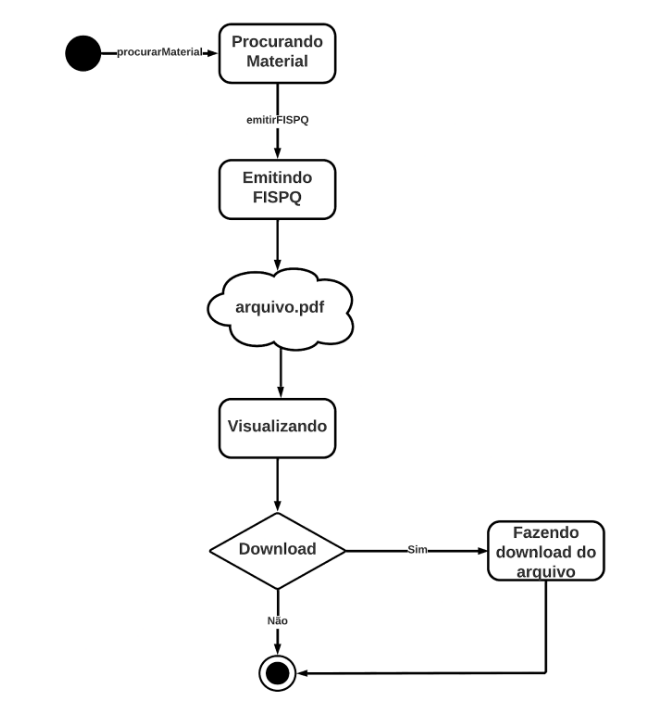 procurarMaterial
Procurando
Material
emitirFISPQ
Emitindo
FISPQ
arquivo.pdf
Visualizando
Download
Sim
Fazendo
download do
arquivo
Não